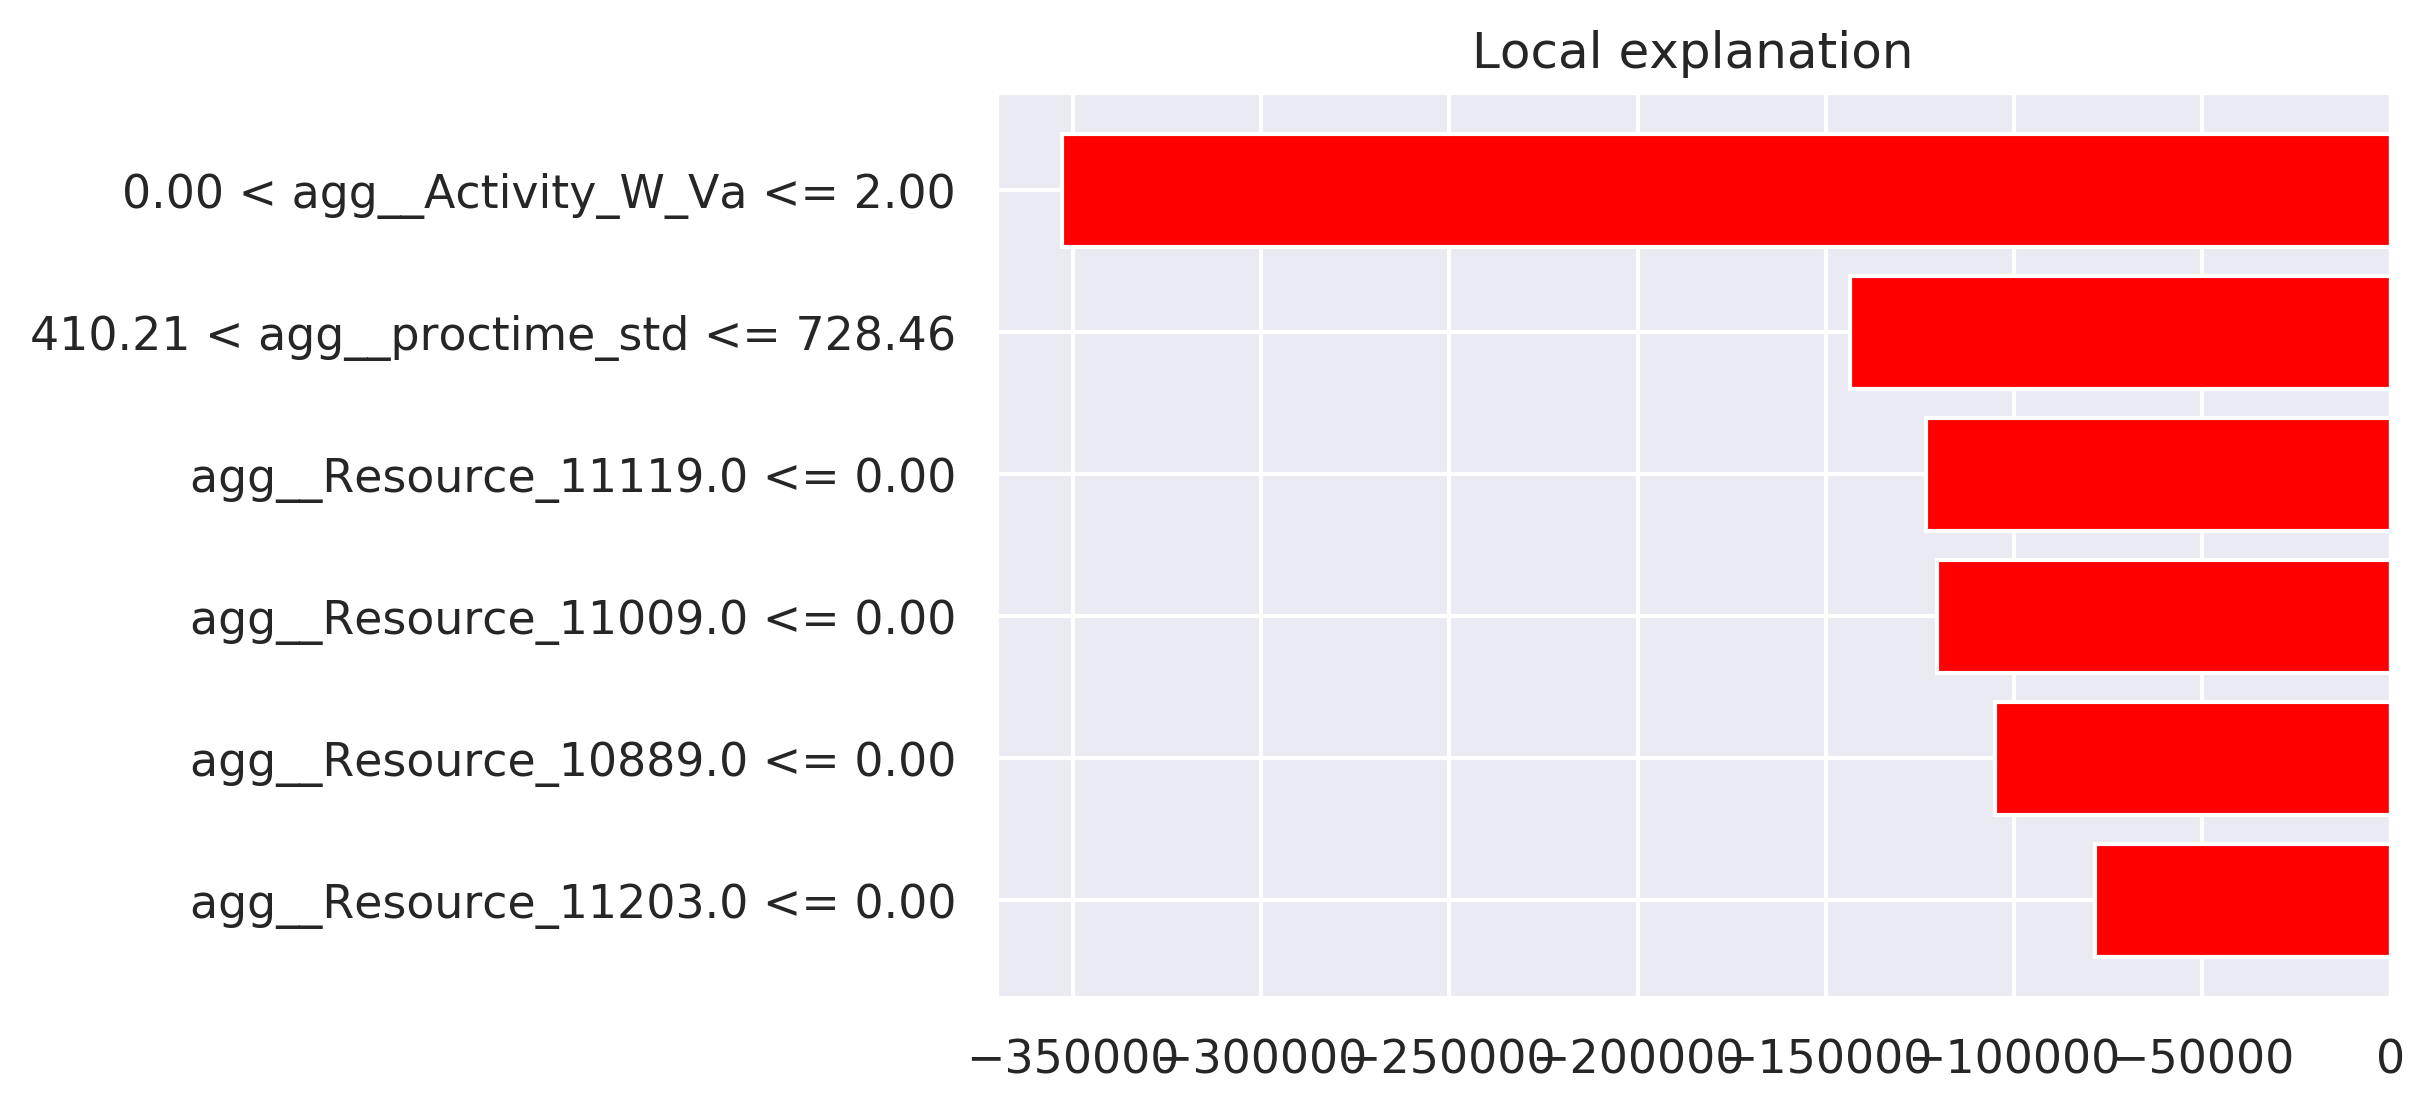 Local explanation
0.00 < agg__Activity_W_Va <= 2.00
410.21 < agg__proctime_std <= 728.46
agg__Resource_11119.0 <= 0.00
agg__Resource_11009.0 <= 0.00
agg__Resource_10889.0 <= 0.00
agg__Resource_11203.0 <= 0.00
−350000 −300000 −250000 −200000 −150000 −100000 −50000 0